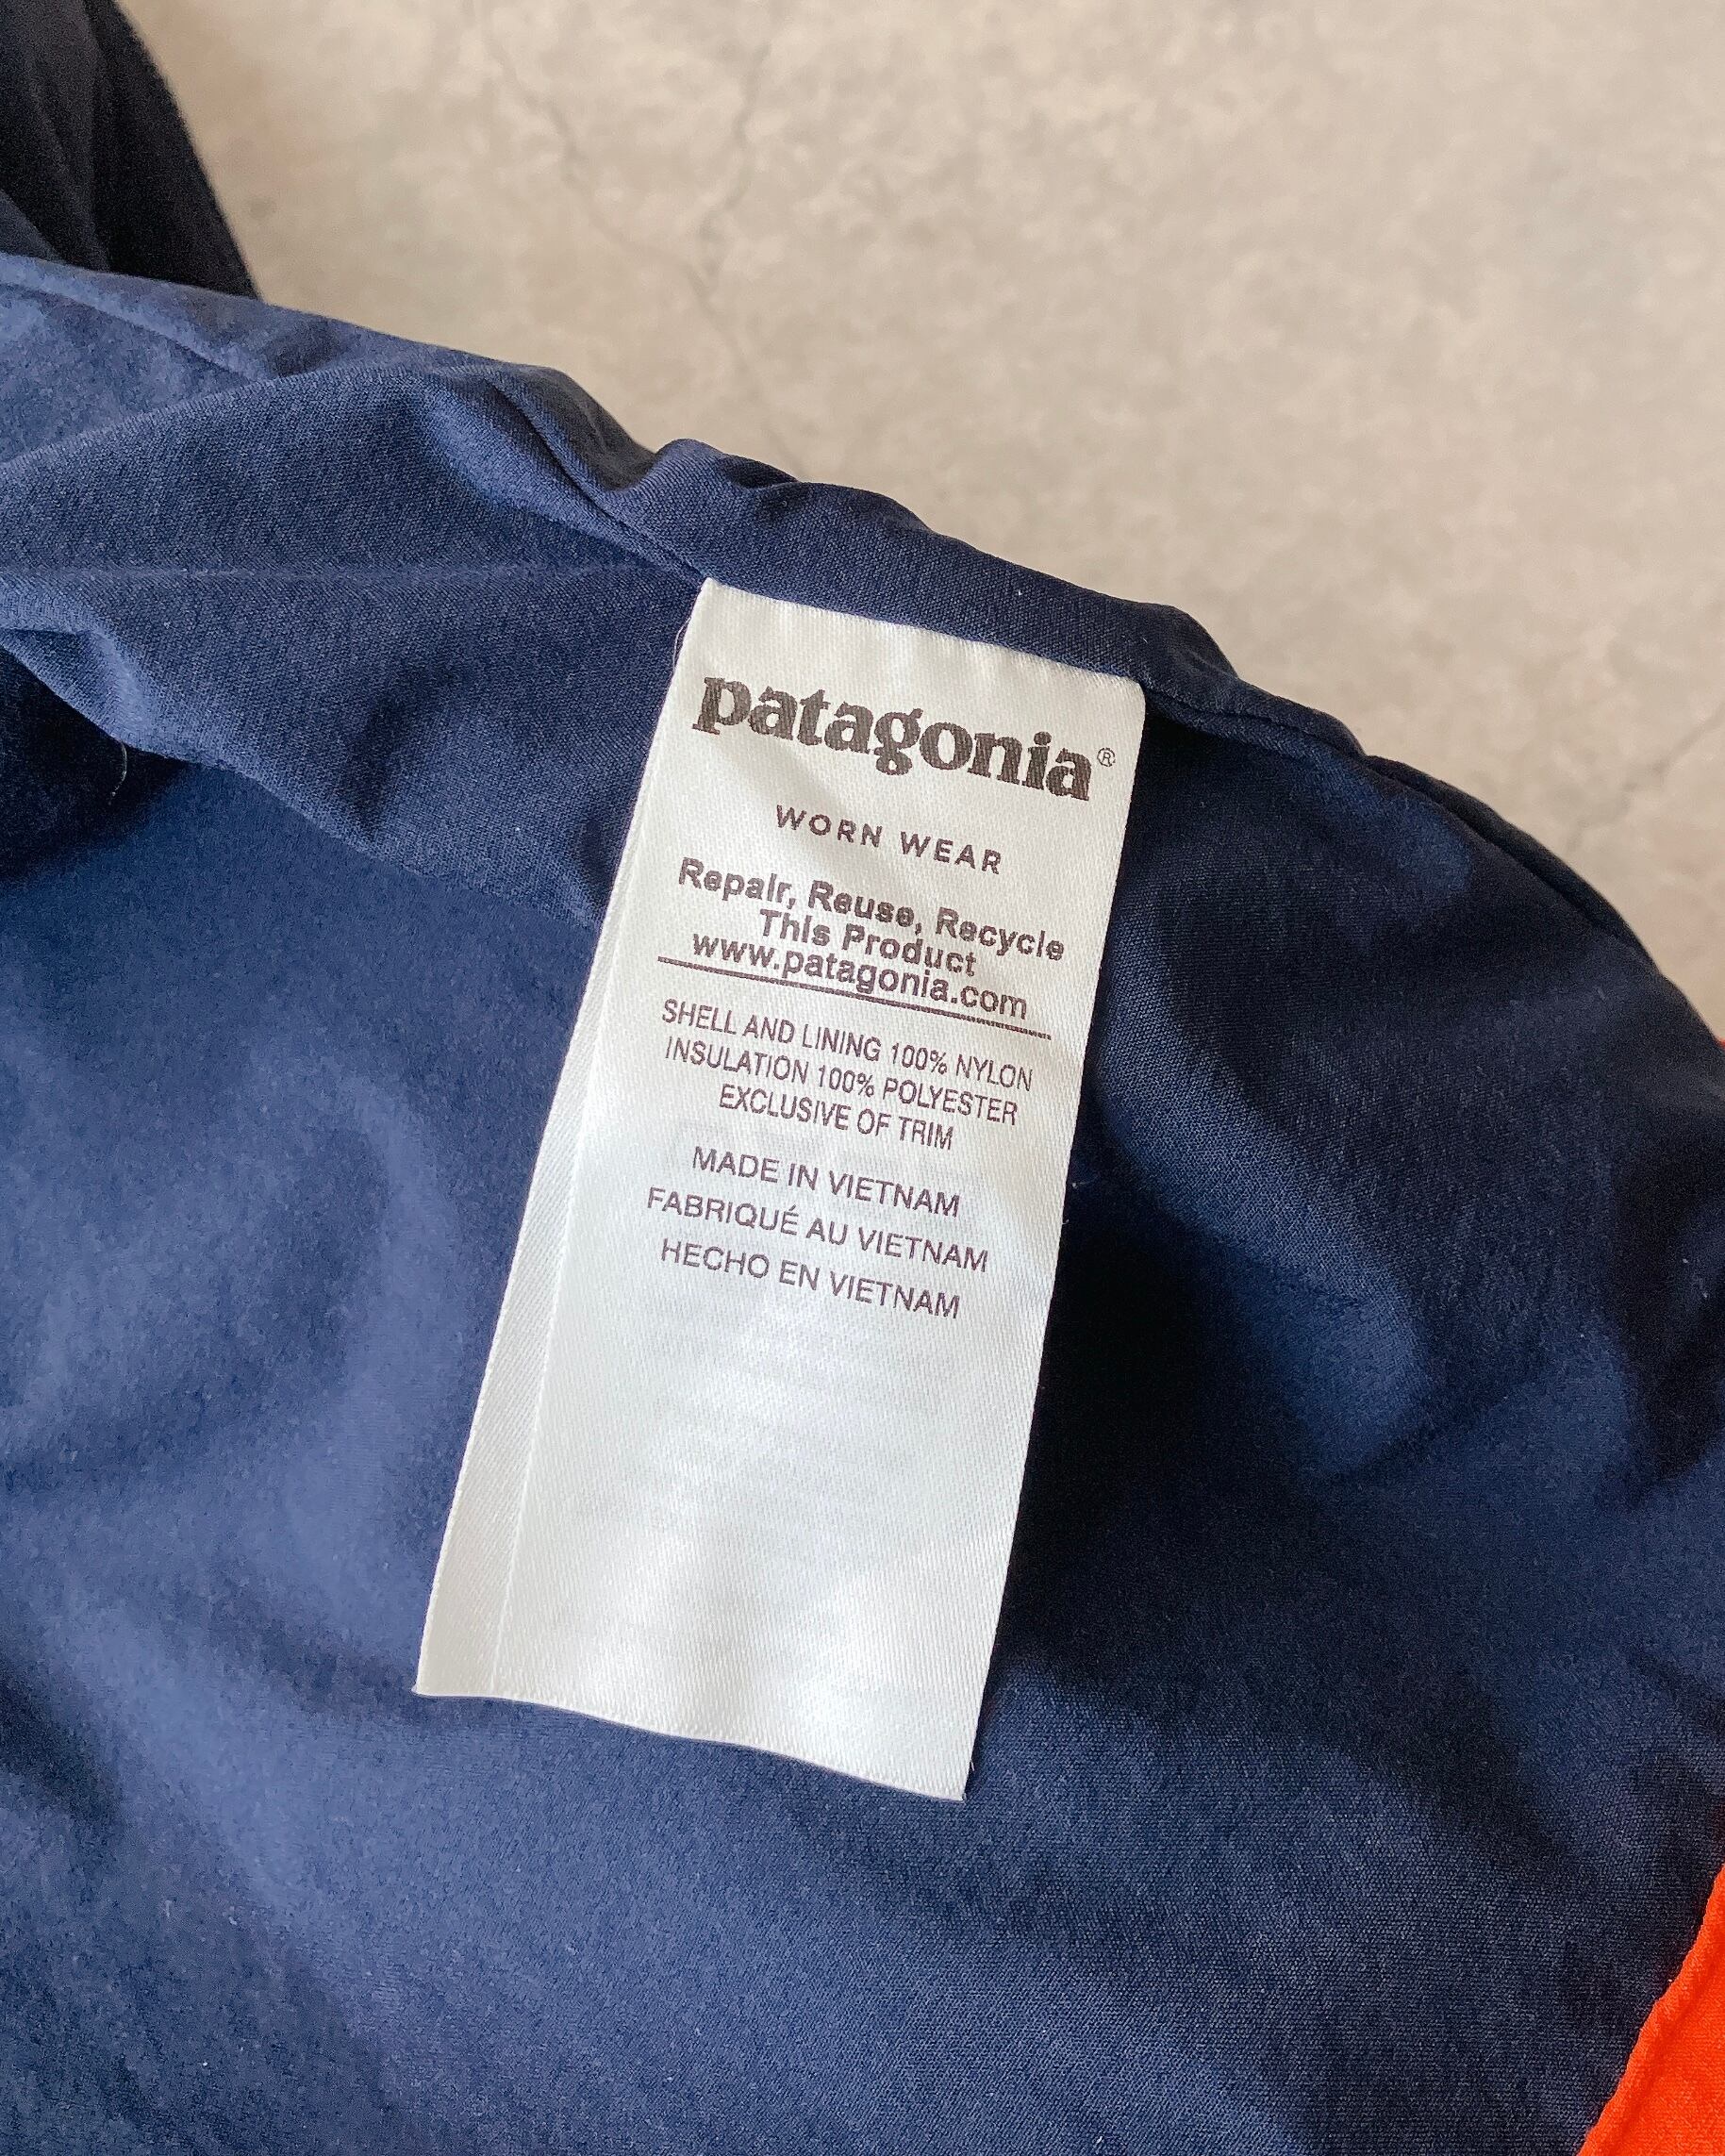 patagonia®
WORN WEAR
Repair, Reuse, Recycle
This Product
www.patagonia.com
SHELL AND LINING 100% NYLON
INSULATION 100% POLYESTER
EXCLUSIVE OF TRIM
MADE IN VIETNAM
FABRIQUÉ AU VIETNAM
HECHO EN VIETNAM